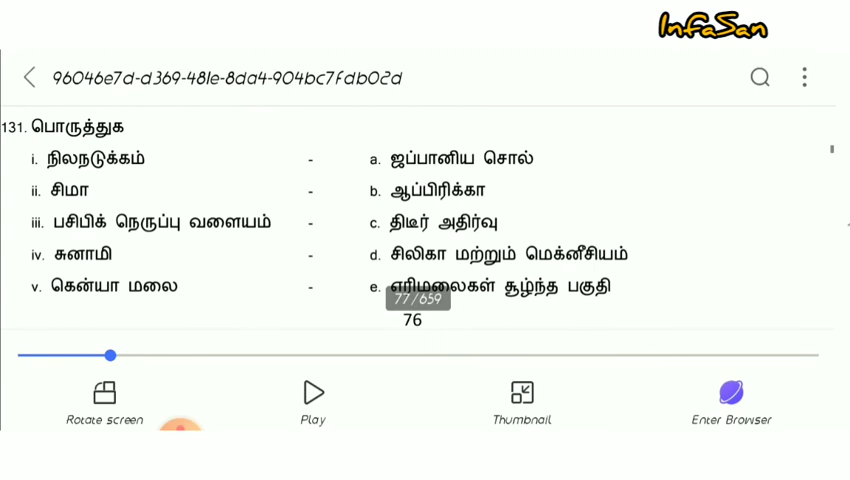 InFaSan
96046e7d-d369-481e-8da4-904bc7fdb02d
131. பொருத்துக
i. நிலநடுக்கம் - a. ஜப்பானிய சொல்
ii. சிமா - b. ஆப்பிரிக்கா
iii. பசிபிக் நெருப்பு வளையம் - c. திடீர் அதிர்வு
iv. சுனாமி - d. சிலிகா மற்றும் மெக்னீசியம்
v. கென்யா மலை - e. எரிமலைகள் சூழ்ந்த பகுதி
77/659
76
Rotate screen Play Thumbnail Enter Browser